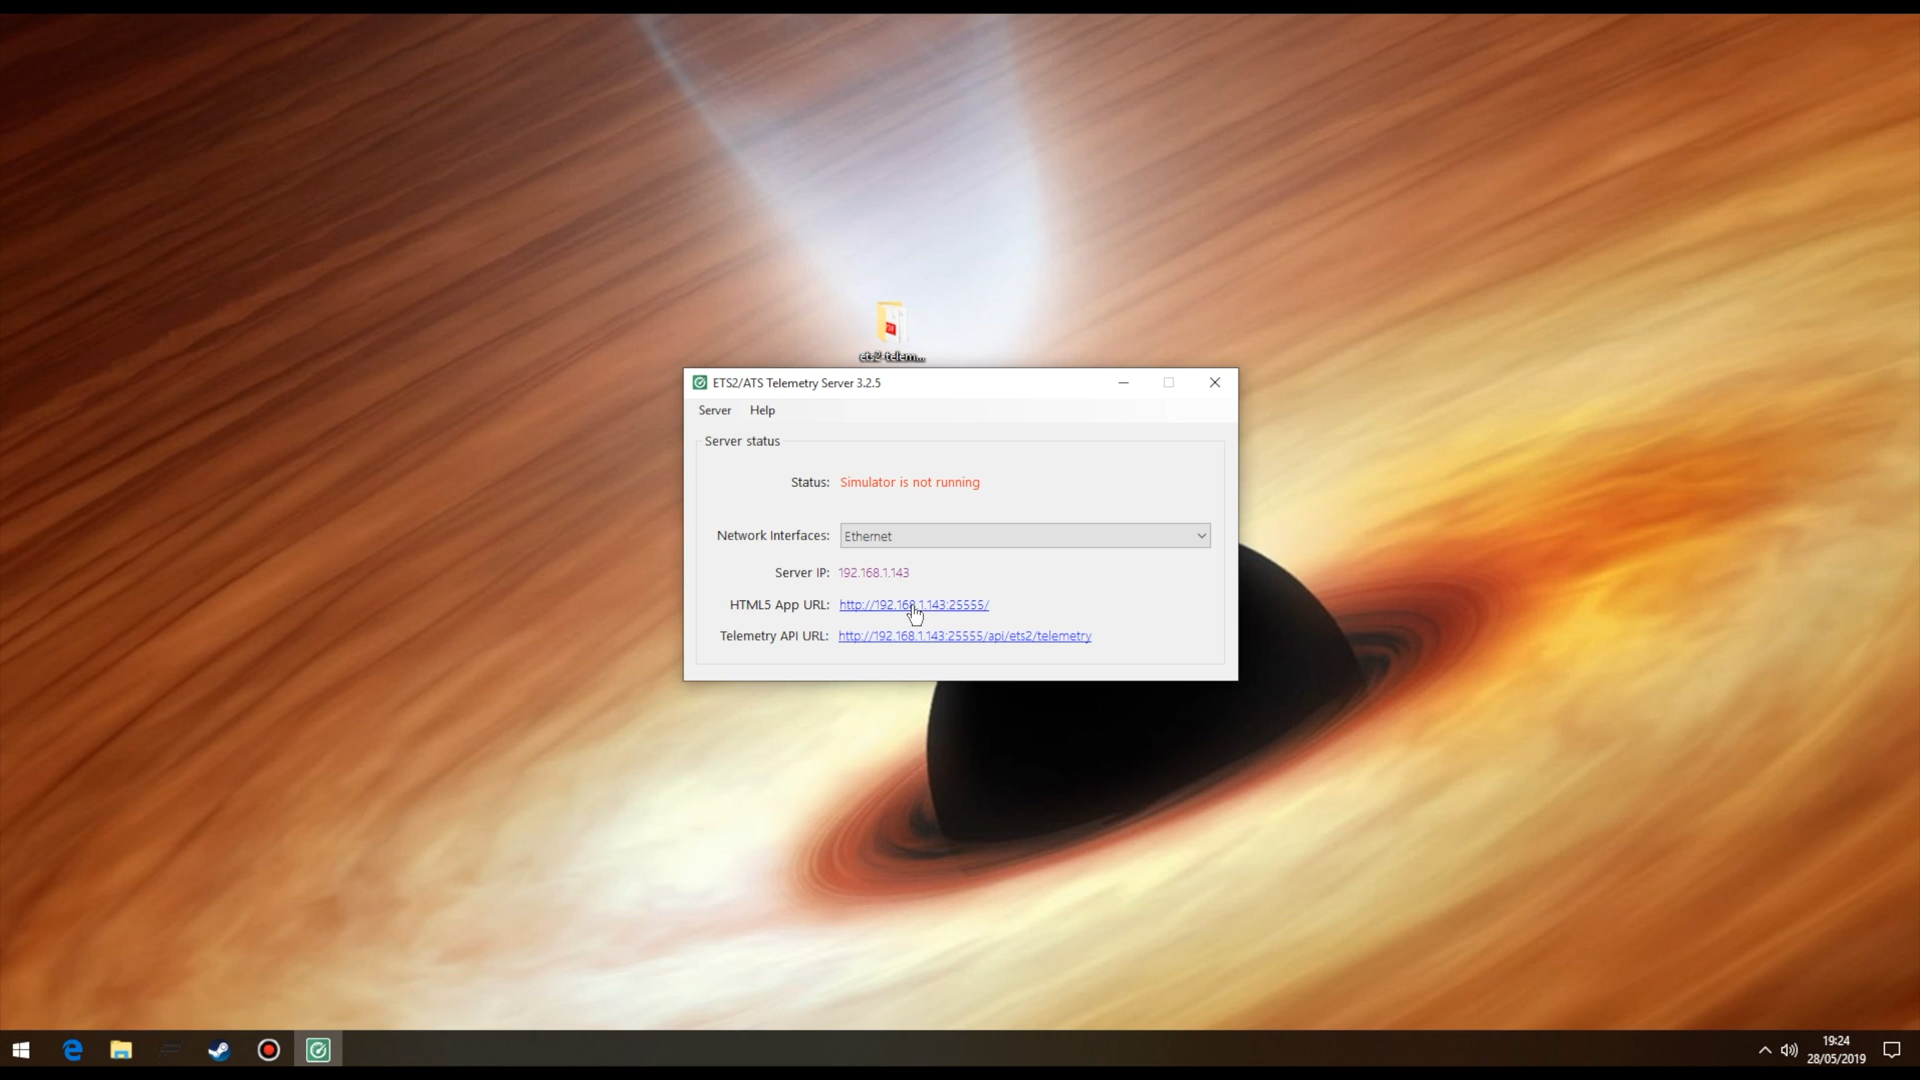 ets2-telem...
ETS2/ATS Telemetry Server 3.2.5
Server Help
Server status
Status: Simulator is not running
Network Interfaces: Ethernet
Server IP: 192.168.1.143
HTML5 App URL: http://192.168.1.143:25555/
Telemetry API URL: http://192.168.1.143:25555/api/ets2/telemetry
19:24
28/05/2019